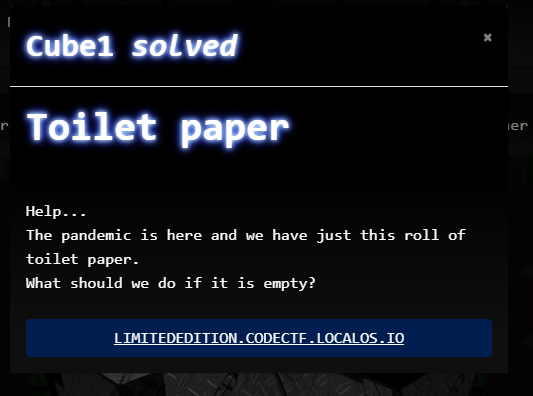 Cube1 solved
×
Toilet paper
er
Help...
The pandemic is here and we have just this roll of
toilet paper.
What should we do if it is empty?
LIMITEDEDITION.CODECTF.LOCALOS.IO